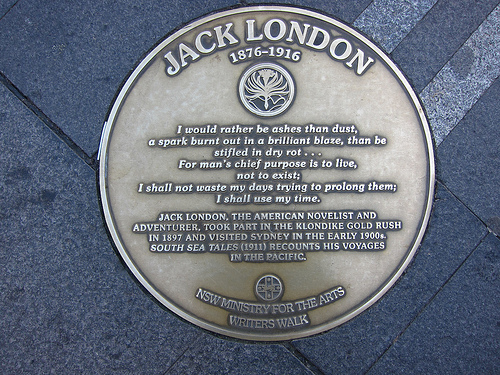 JACK LONDON
1876-1916
I would rather be ashes than dust,
a spark burnt out in a brilliant blaze, than be
stifled in dry rot . . .
For man's chief purpose is to live,
not to exist;
I shall not waste my days trying to prolong them;
I shall use my time.
JACK LONDON, THE AMERICAN NOVELIST AND
ADVENTURER, TOOK PART IN THE KLONDIKE GOLD RUSH
IN 1897 AND VISITED SYDNEY IN THE EARLY 1900s.
SOUTH SEA TALES (1911) RECOUNTS HIS VOYAGES
IN THE PACIFIC.
NSW MINISTRY FOR THE ARTS
WRITERS WALK